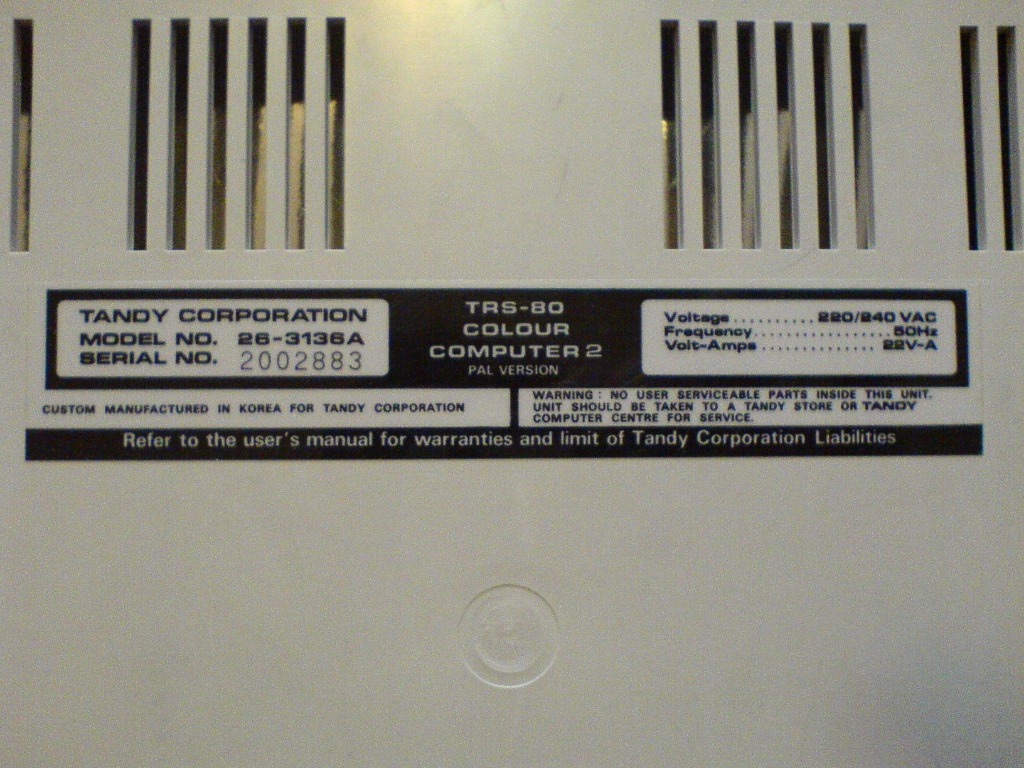 TANDY CORPORATION
MODEL NO. 26-3136A
SERIAL NO. 2002883
TRS-80
COLOUR
COMPUTER 2
PAL VERSION
Voltage .......... 220/240 VAC
Frequency ................ 50Hz
Volt-Amps .............. 22V-A
CUSTOM MANUFACTURED IN KOREA FOR TANDY CORPORATION
WARNING : NO USER SERVICEABLE PARTS INSIDE THIS UNIT.
UNIT SHOULD BE TAKEN TO A TANDY STORE OR TANDY
COMPUTER CENTRE FOR SERVICE.
Refer to the user's manual for warranties and limit of Tandy Corporation Liabilities